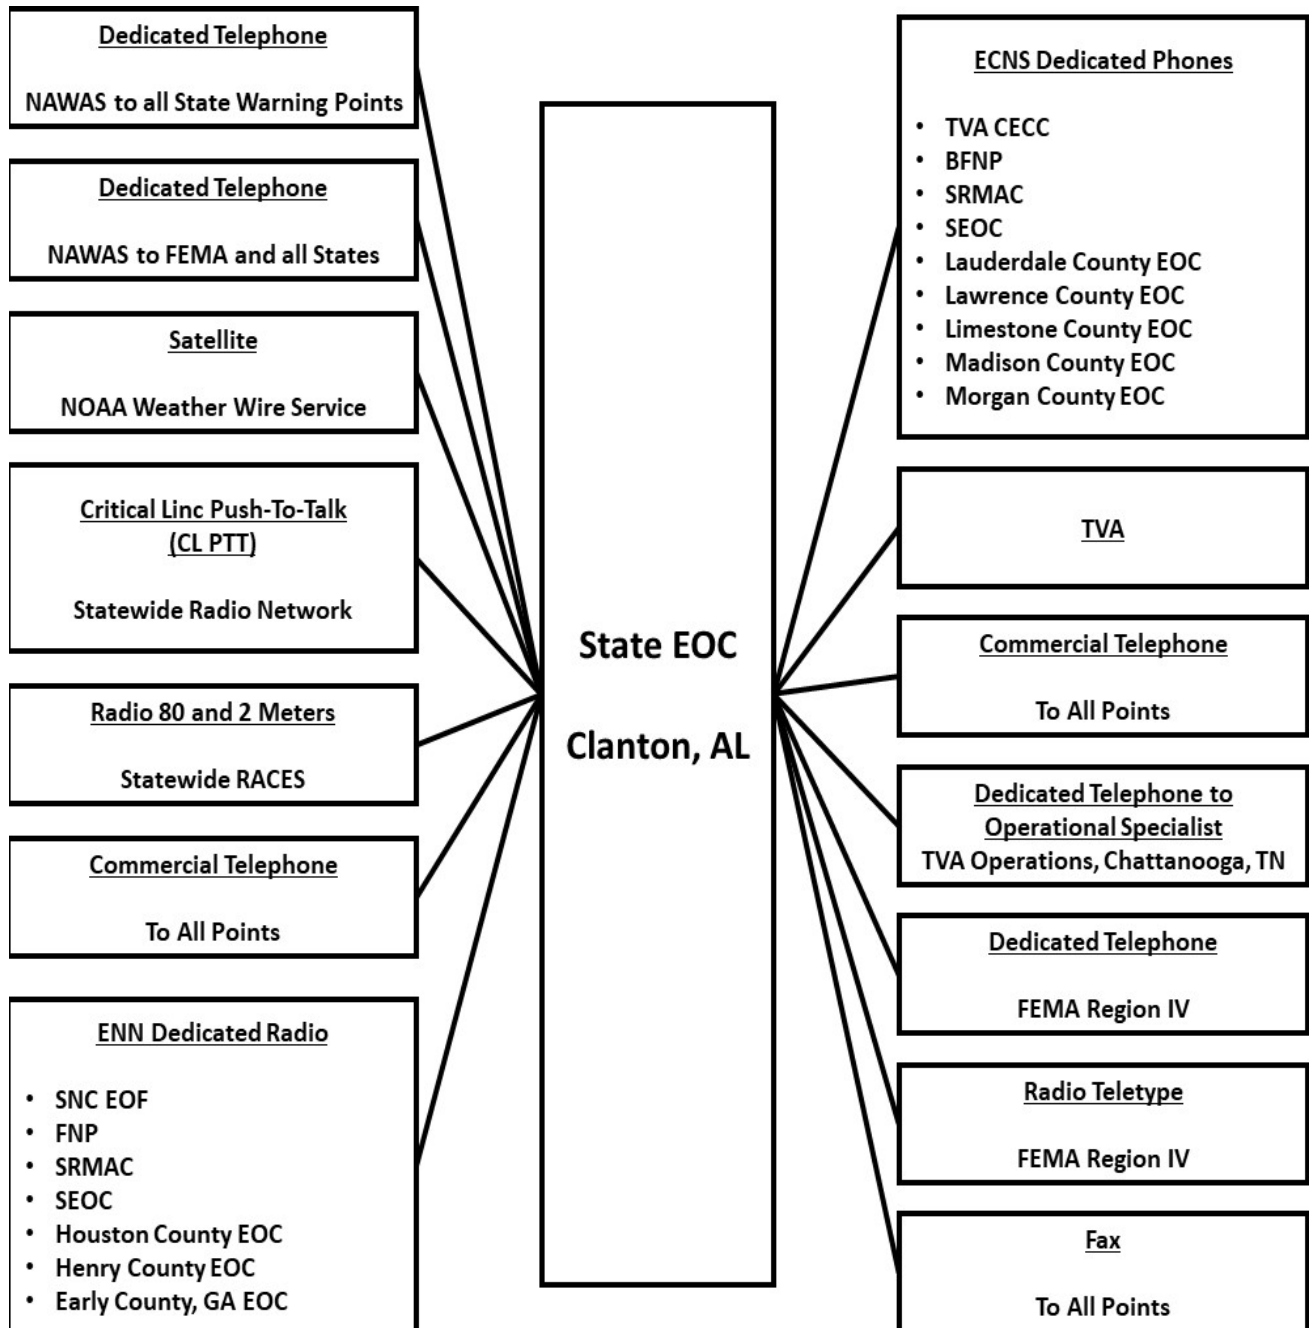 Dedicated Telephone
NAWAS to all State Warning Points
Dedicated Telephone
NAWAS to FEMA and all States
Satellite
NOAA Weather Wire Service
Critical Linc Push-To-Talk
(CL PTT)
Statewide Radio Network
Radio 80 and 2 Meters
Statewide RACES
Commercial Telephone
To All Points
ENN Dedicated Radio
• SNC EOF
• FNP
• SRMAC
• SEOC
• Houston County EOC
• Henry County EOC
• Early County, GA EOC
State EOC
Clanton, AL
ECNS Dedicated Phones
• TVA CECC
• BFNP
• SRMAC
• SEOC
• Lauderdale County EOC
• Lawrence County EOC
• Limestone County EOC
• Madison County EOC
• Morgan County EOC
TVA
Commercial Telephone
To All Points
Dedicated Telephone to
Operational Specialist
TVA Operations, Chattanooga, TN
Dedicated Telephone
FEMA Region IV
Radio Teletype
FEMA Region IV
Fax
To All Points